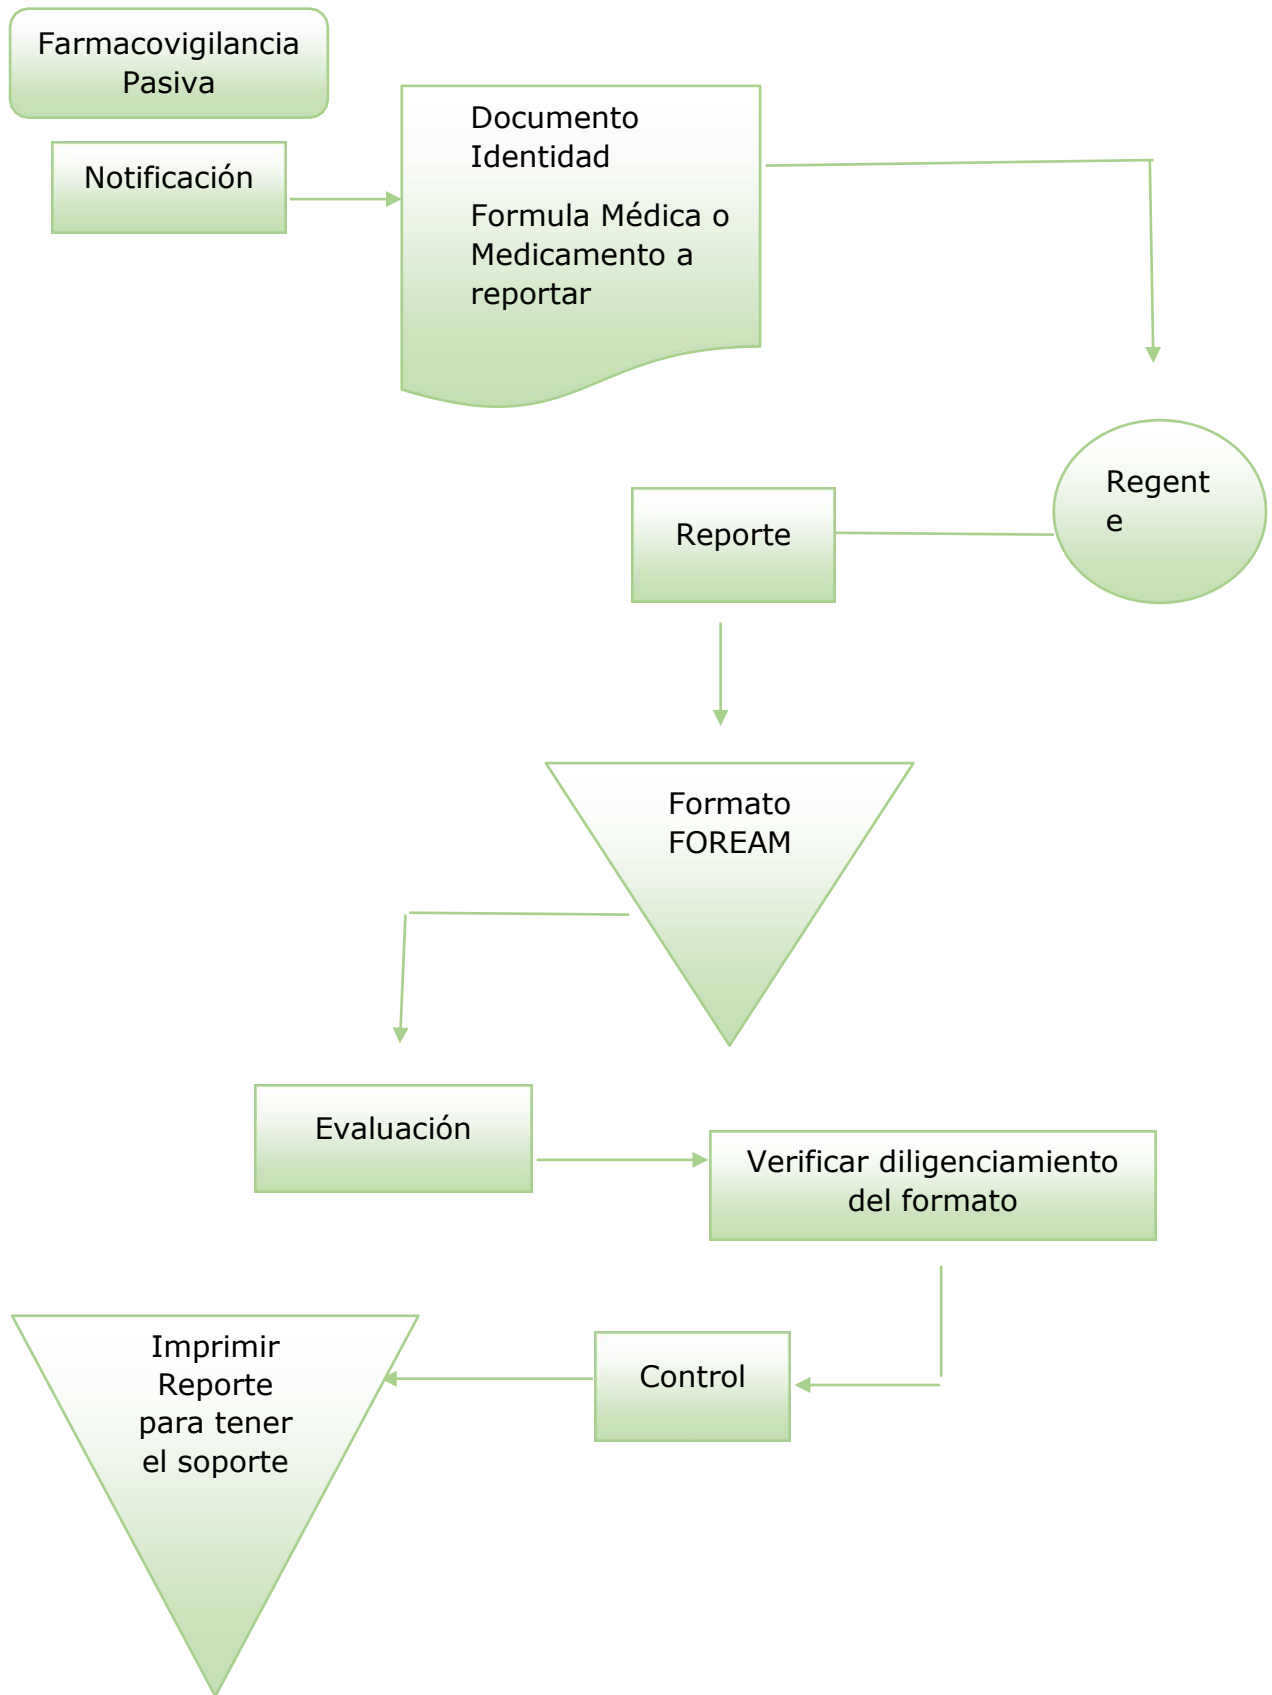 Farmacovigilancia
Pasiva
Notificación
Documento
Identidad
Formula Médica o
Medicamento a
reportar
Regent
e
Reporte
Formato
FOREAM
Evaluación
Verificar diligenciamiento
del formato
Control
Imprimir
Reporte
para tener
el soporte